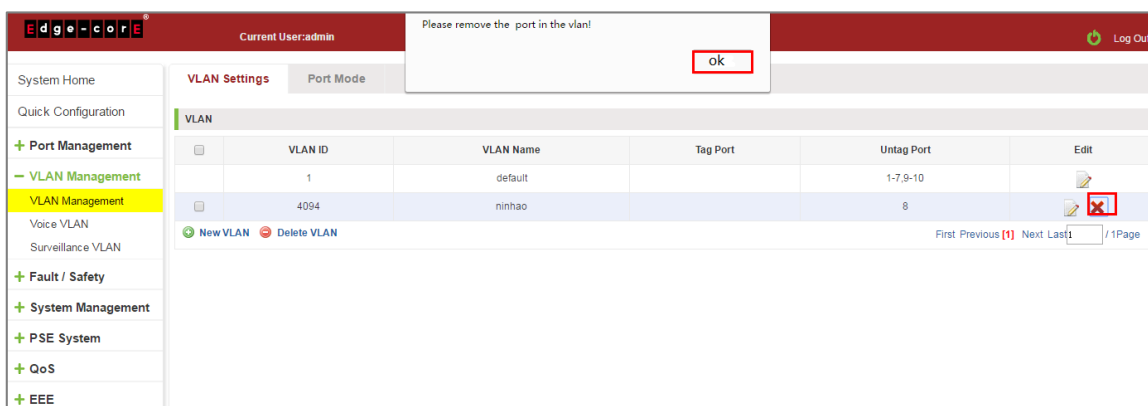 Edge-corE®
Current User:admin
Please remove the port in the vlan!
ok
Log Out
System Home
Quick Configuration
+ Port Management
− VLAN Management
VLAN Management
Voice VLAN
Surveillance VLAN
+ Fault / Safety
+ System Management
+ PSE System
+ QoS
+ EEE
VLAN Settings Port Mode
VLAN
VLAN ID VLAN Name Tag Port Untag Port Edit
1 default 1-7,9-10
4094 ninhao 8
New VLAN Delete VLAN
First Previous [1] Next Last 1 / 1Page